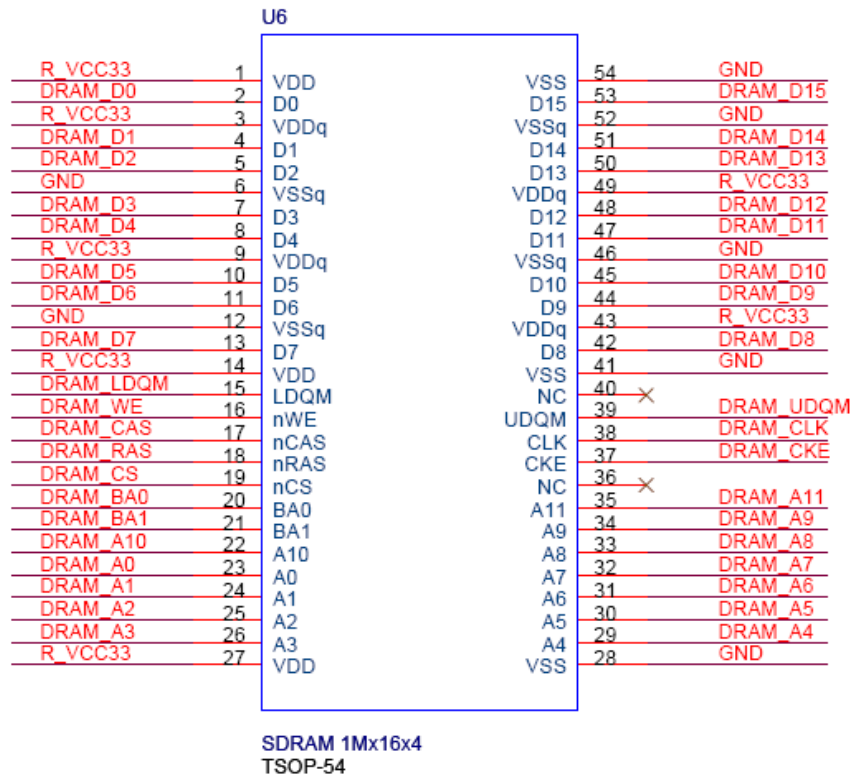 U6
R_VCC33 1 VDD VSS 54 GND
DRAM_D0 2 D0 D15 53 DRAM_D15
R_VCC33 3 VDDq VSSq 52 GND
DRAM_D1 4 D1 D14 51 DRAM_D14
DRAM_D2 5 D2 D13 50 DRAM_D13
GND 6 VSSq VDDq 49 R_VCC33
DRAM_D3 7 D3 D12 48 DRAM_D12
DRAM_D4 8 D4 D11 47 DRAM_D11
R_VCC33 9 VDDq VSSq 46 GND
DRAM_D5 10 D5 D10 45 DRAM_D10
DRAM_D6 11 D6 D9 44 DRAM_D9
GND 12 VSSq VDDq 43 R_VCC33
DRAM_D7 13 D7 D8 42 DRAM_D8
R_VCC33 14 VDD VSS 41 GND
DRAM_LDQM 15 LDQM NC 40
DRAM_WE 16 nWE UDQM 39 DRAM_UDQM
DRAM_CAS 17 nCAS CLK 38 DRAM_CLK
DRAM_RAS 18 nRAS CKE 37 DRAM_CKE
DRAM_CS 19 nCS NC 36
DRAM_BA0 20 BA0 A11 35 DRAM_A11
DRAM_BA1 21 BA1 A9 34 DRAM_A9
DRAM_A10 22 A10 A8 33 DRAM_A8
DRAM_A0 23 A0 A7 32 DRAM_A7
DRAM_A1 24 A1 A6 31 DRAM_A6
DRAM_A2 25 A2 A5 30 DRAM_A5
DRAM_A3 26 A3 A4 29 DRAM_A4
R_VCC33 27 VDD VSS 28 GND
SDRAM 1Mx16x4
TSOP-54